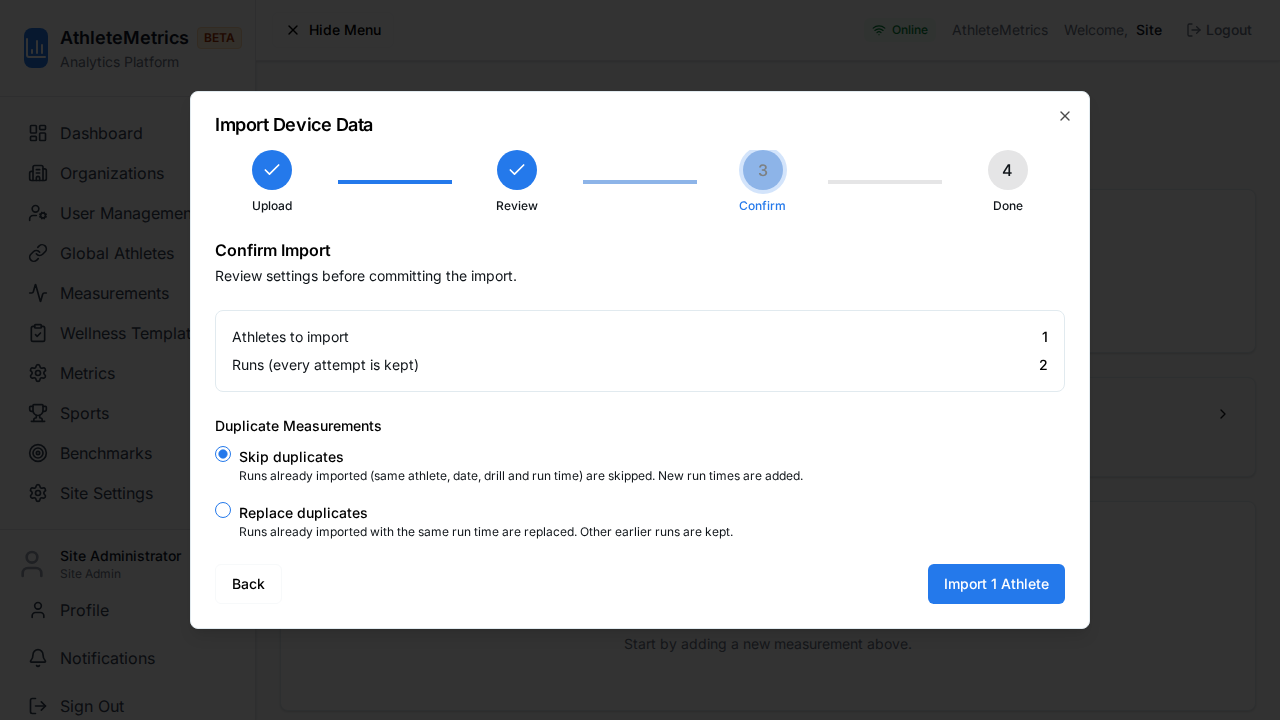 AthleteMetrics BETA
Analytics Platform
Hide Menu
Online
AthleteMetrics
Welcome, Site
Logout
Dashboard
Organizations
User Managemen
Global Athletes
Measurements
Wellness Templat
Metrics
Sports
Benchmarks
Site Settings
Site Administrator
Site Admin
Profile
Notifications
Sign Out
Import Device Data
3
4
Upload
Review
Confirm
Done
Confirm Import
Review settings before committing the import.
Athletes to import 1
Runs (every attempt is kept) 2
Duplicate Measurements
Skip duplicates
Runs already imported (same athlete, date, drill and run time) are skipped. New run times are added.
Replace duplicates
Runs already imported with the same run time are replaced. Other earlier runs are kept.
Back
Import 1 Athlete
Start by adding a new measurement above.